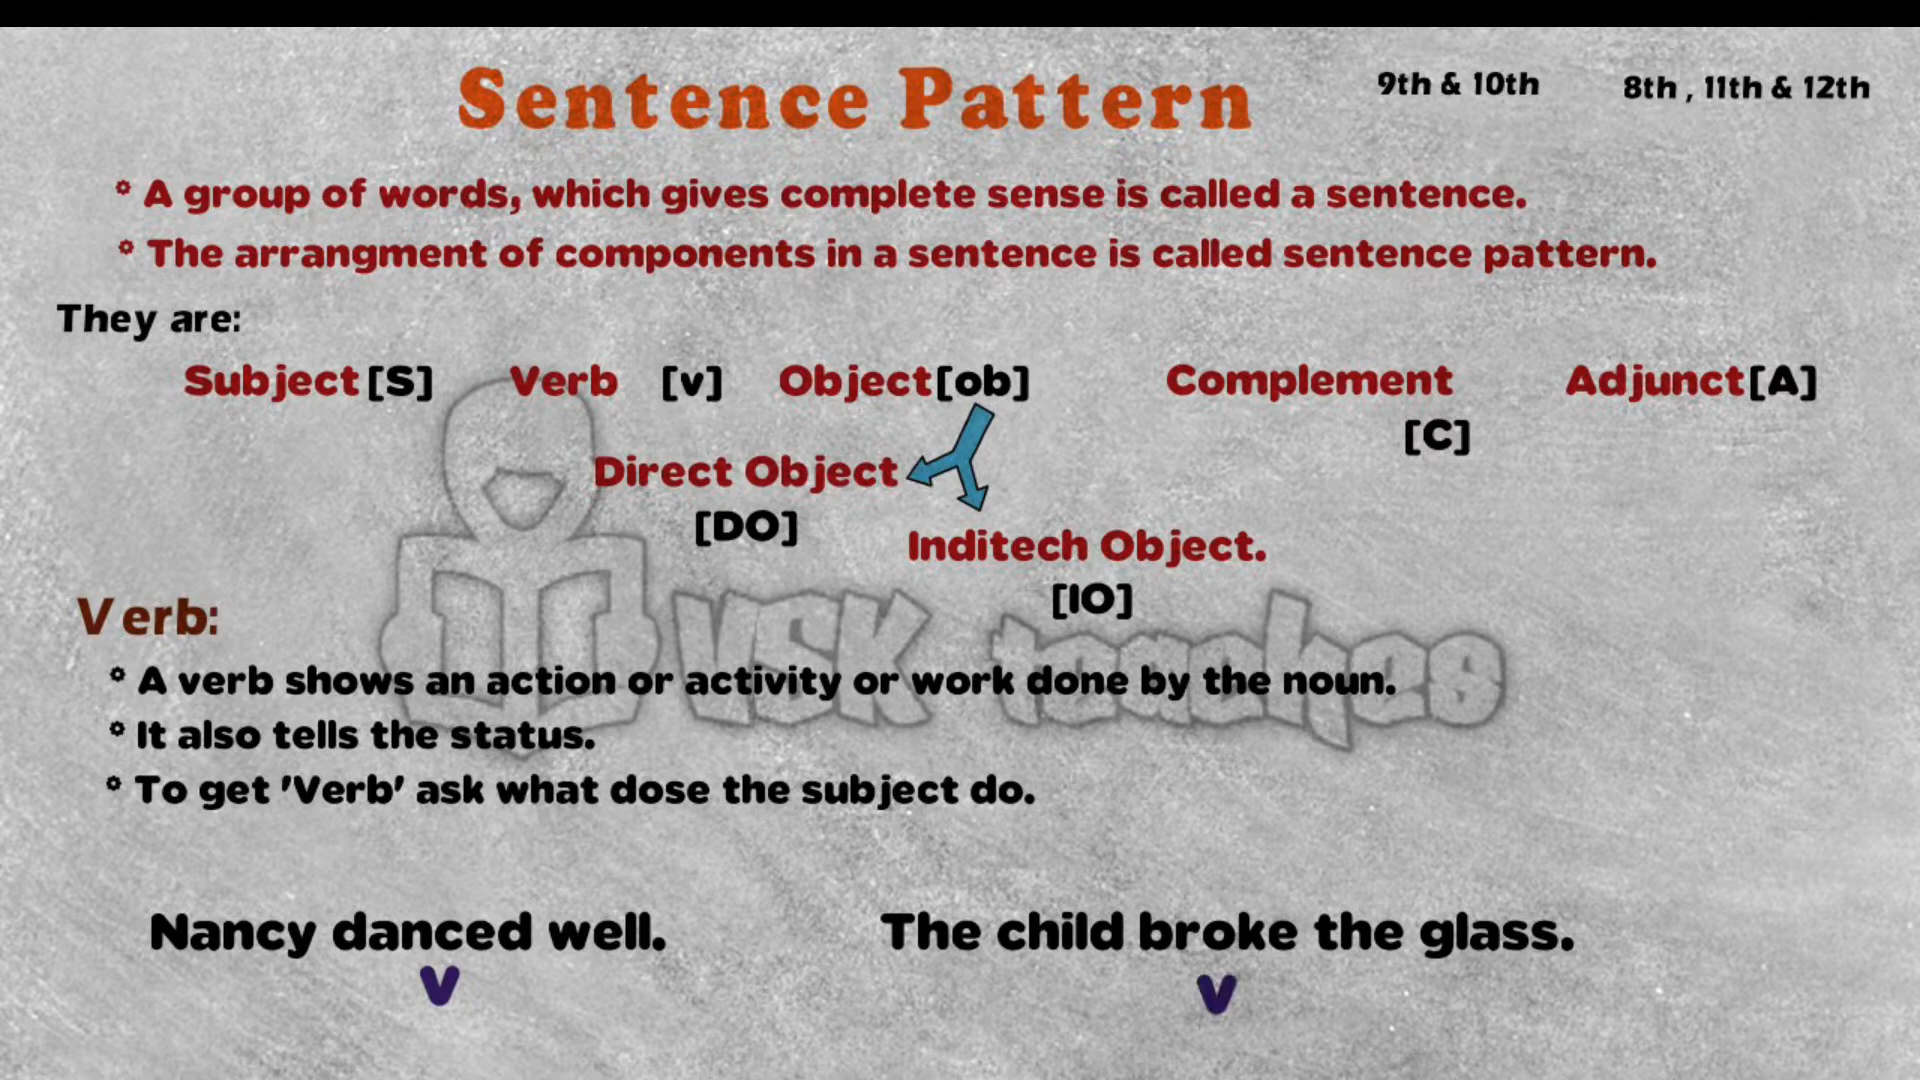 Sentence Pattern
9th & 10th
8th , 11th & 12th
* A group of words, which gives complete sense is called a sentence.
* The arrangment of components in a sentence is called sentence pattern.
They are:
Subject [S] Verb [v] Object [ob] Complement Adjunct [A]
[C]
Direct Object
[DO]
Inditech Object.
[IO]
VSK teaches
Verb:
* A verb shows an action or activity or work done by the noun.
* It also tells the status.
* To get 'Verb' ask what dose the subject do.
Nancy danced well. The child broke the glass.
V V